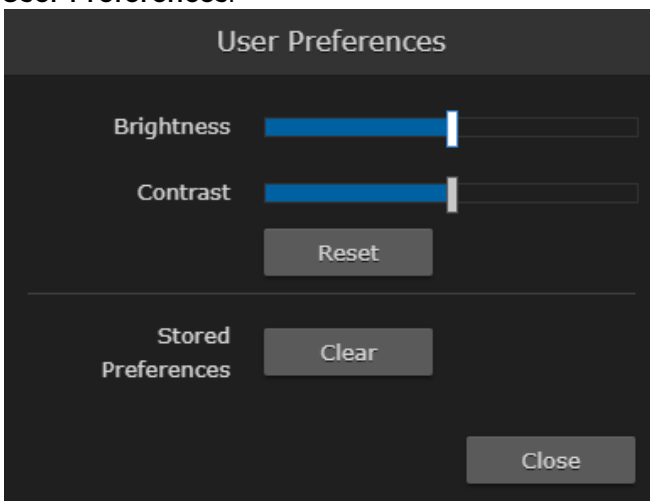 User Preferences
Brightness
Contrast
Reset
Stored
Preferences
Clear
Close